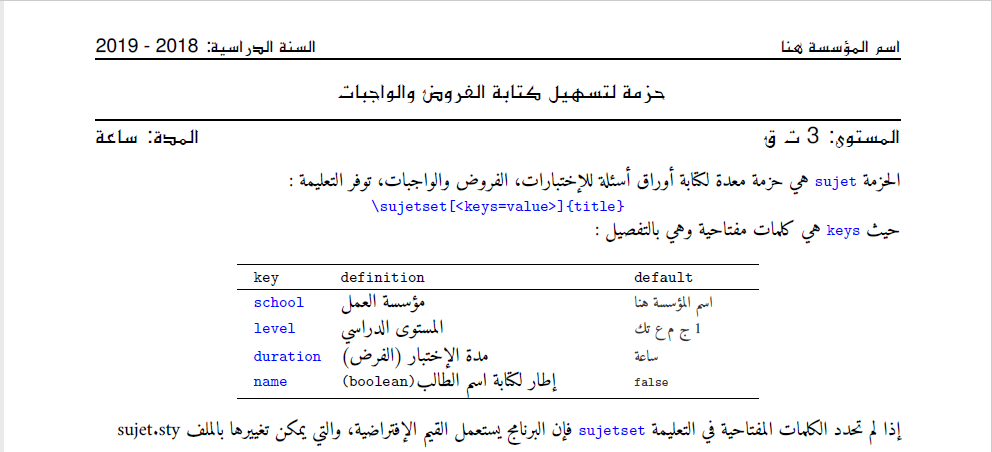 اسم المؤسسة هنا السنة الدراسية: 2018 - 2019
حزمة لتسهيل كتابة الفروض والواجبات
المستوى: 3 ت ق المدة: ساعة
الحزمة sujet هي حزمة معدة لكتابة أوراق أسئلة للإختبارات، الفروض والواجبات، توفر التعليمة :
\sujetset[<keys=value>]{title}
حيث keys هي كلمات مفتاحية وهي بالتفصيل :
key definition default
school مؤسسة العمل اسم المؤسسة هنا
level المستوى الدراسي 1 ج م ع تك
duration مدة الإختبار (الفرض) ساعة
name إطار لكتابة اسم الطالب(boolean) false
إذا لم تحدد الكلمات المفتاحية في التعليمة sujetset فإن البرنامج يستعمل القيم الإفتراضية، والتي يمكن تغييرها بالملف sujet.sty